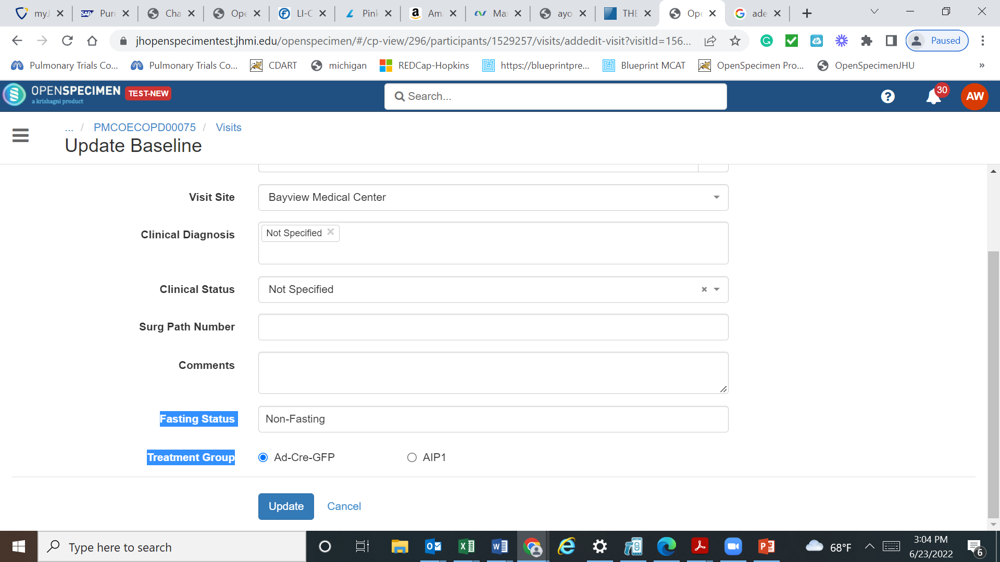 myJ
Pur
Cha
Ope
LI-C
Pink
Am
Ma
ayo
THE
Ope
ade
jhopenspecimentest.jhmi.edu/openspecimen/#/cp-view/296/participants/1529257/visits/addedit-visit?visitId=156...
Paused
Pulmonary Trials Co...
Pulmonary Trials Co...
CDART
michigan
REDCap-Hopkins
https://blueprintpre...
Blueprint MCAT
OpenSpecimen Pro...
OpenSpecimenJHU
»
OPENSPECIMEN
a krishagni product
TEST-NEW
Search...
30
AW
... / PMCOECOPD00075 / Visits
Update Baseline
Visit Site
Bayview Medical Center
Clinical Diagnosis
Not Specified
Clinical Status
Not Specified
Surg Path Number
Comments
Fasting Status
Non-Fasting
Treatment Group
Ad-Cre-GFP
AIP1
Update
Cancel
Type here to search
68°F
3:04 PM
6/23/2022
6